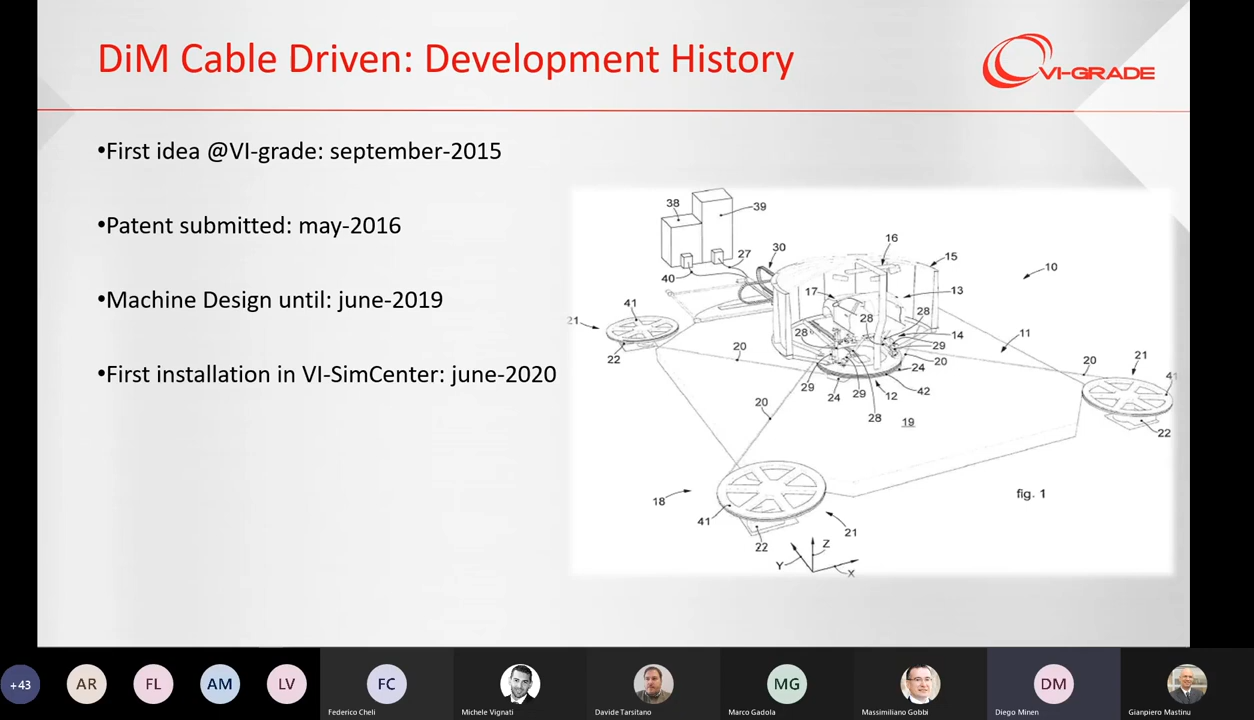 DiM Cable Driven: Development History
VI-GRADE
•First idea @VI-grade: september-2015
•Patent submitted: may-2016
•Machine Design until: june-2019
•First installation in VI-SimCenter: june-2020
38
39
16
27
30
15
40
10
17
13
41
28
28
21
28
14
11
29
22
20
20
20
21
24
41
29
29
12
42
24
20
28
19
22
fig. 1
18
41
21
22
Z
Y
X
+43
AR
FL
AM
LV
FC
MG
DM
Federico Cheli
Michele Vignati
Davide Tarsitano
Marco Gadola
Massimiliano Gobbi
Diego Minen
Gianpiero Mastinu